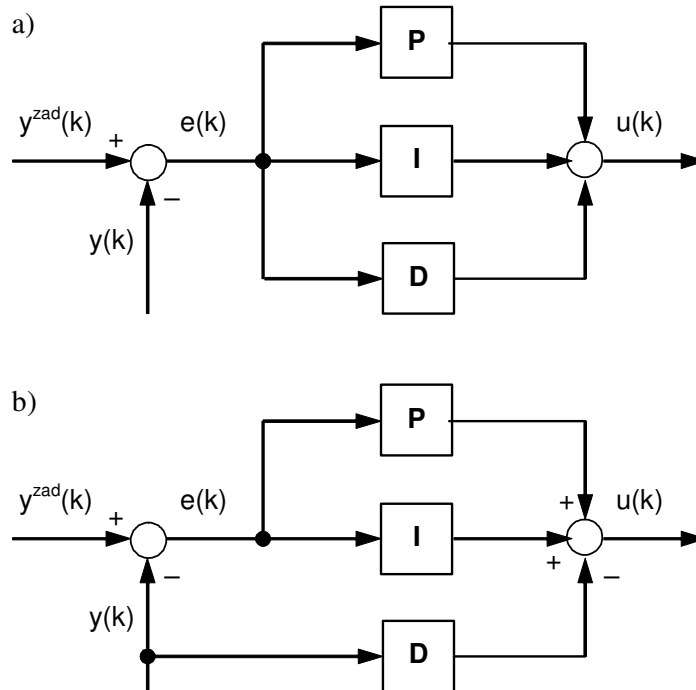 a)
P
y^zad(k)
+
e(k)
I
u(k)
−
y(k)
D
b)
P
y^zad(k)
+
e(k)
I
+
+
u(k)
−
−
y(k)
D